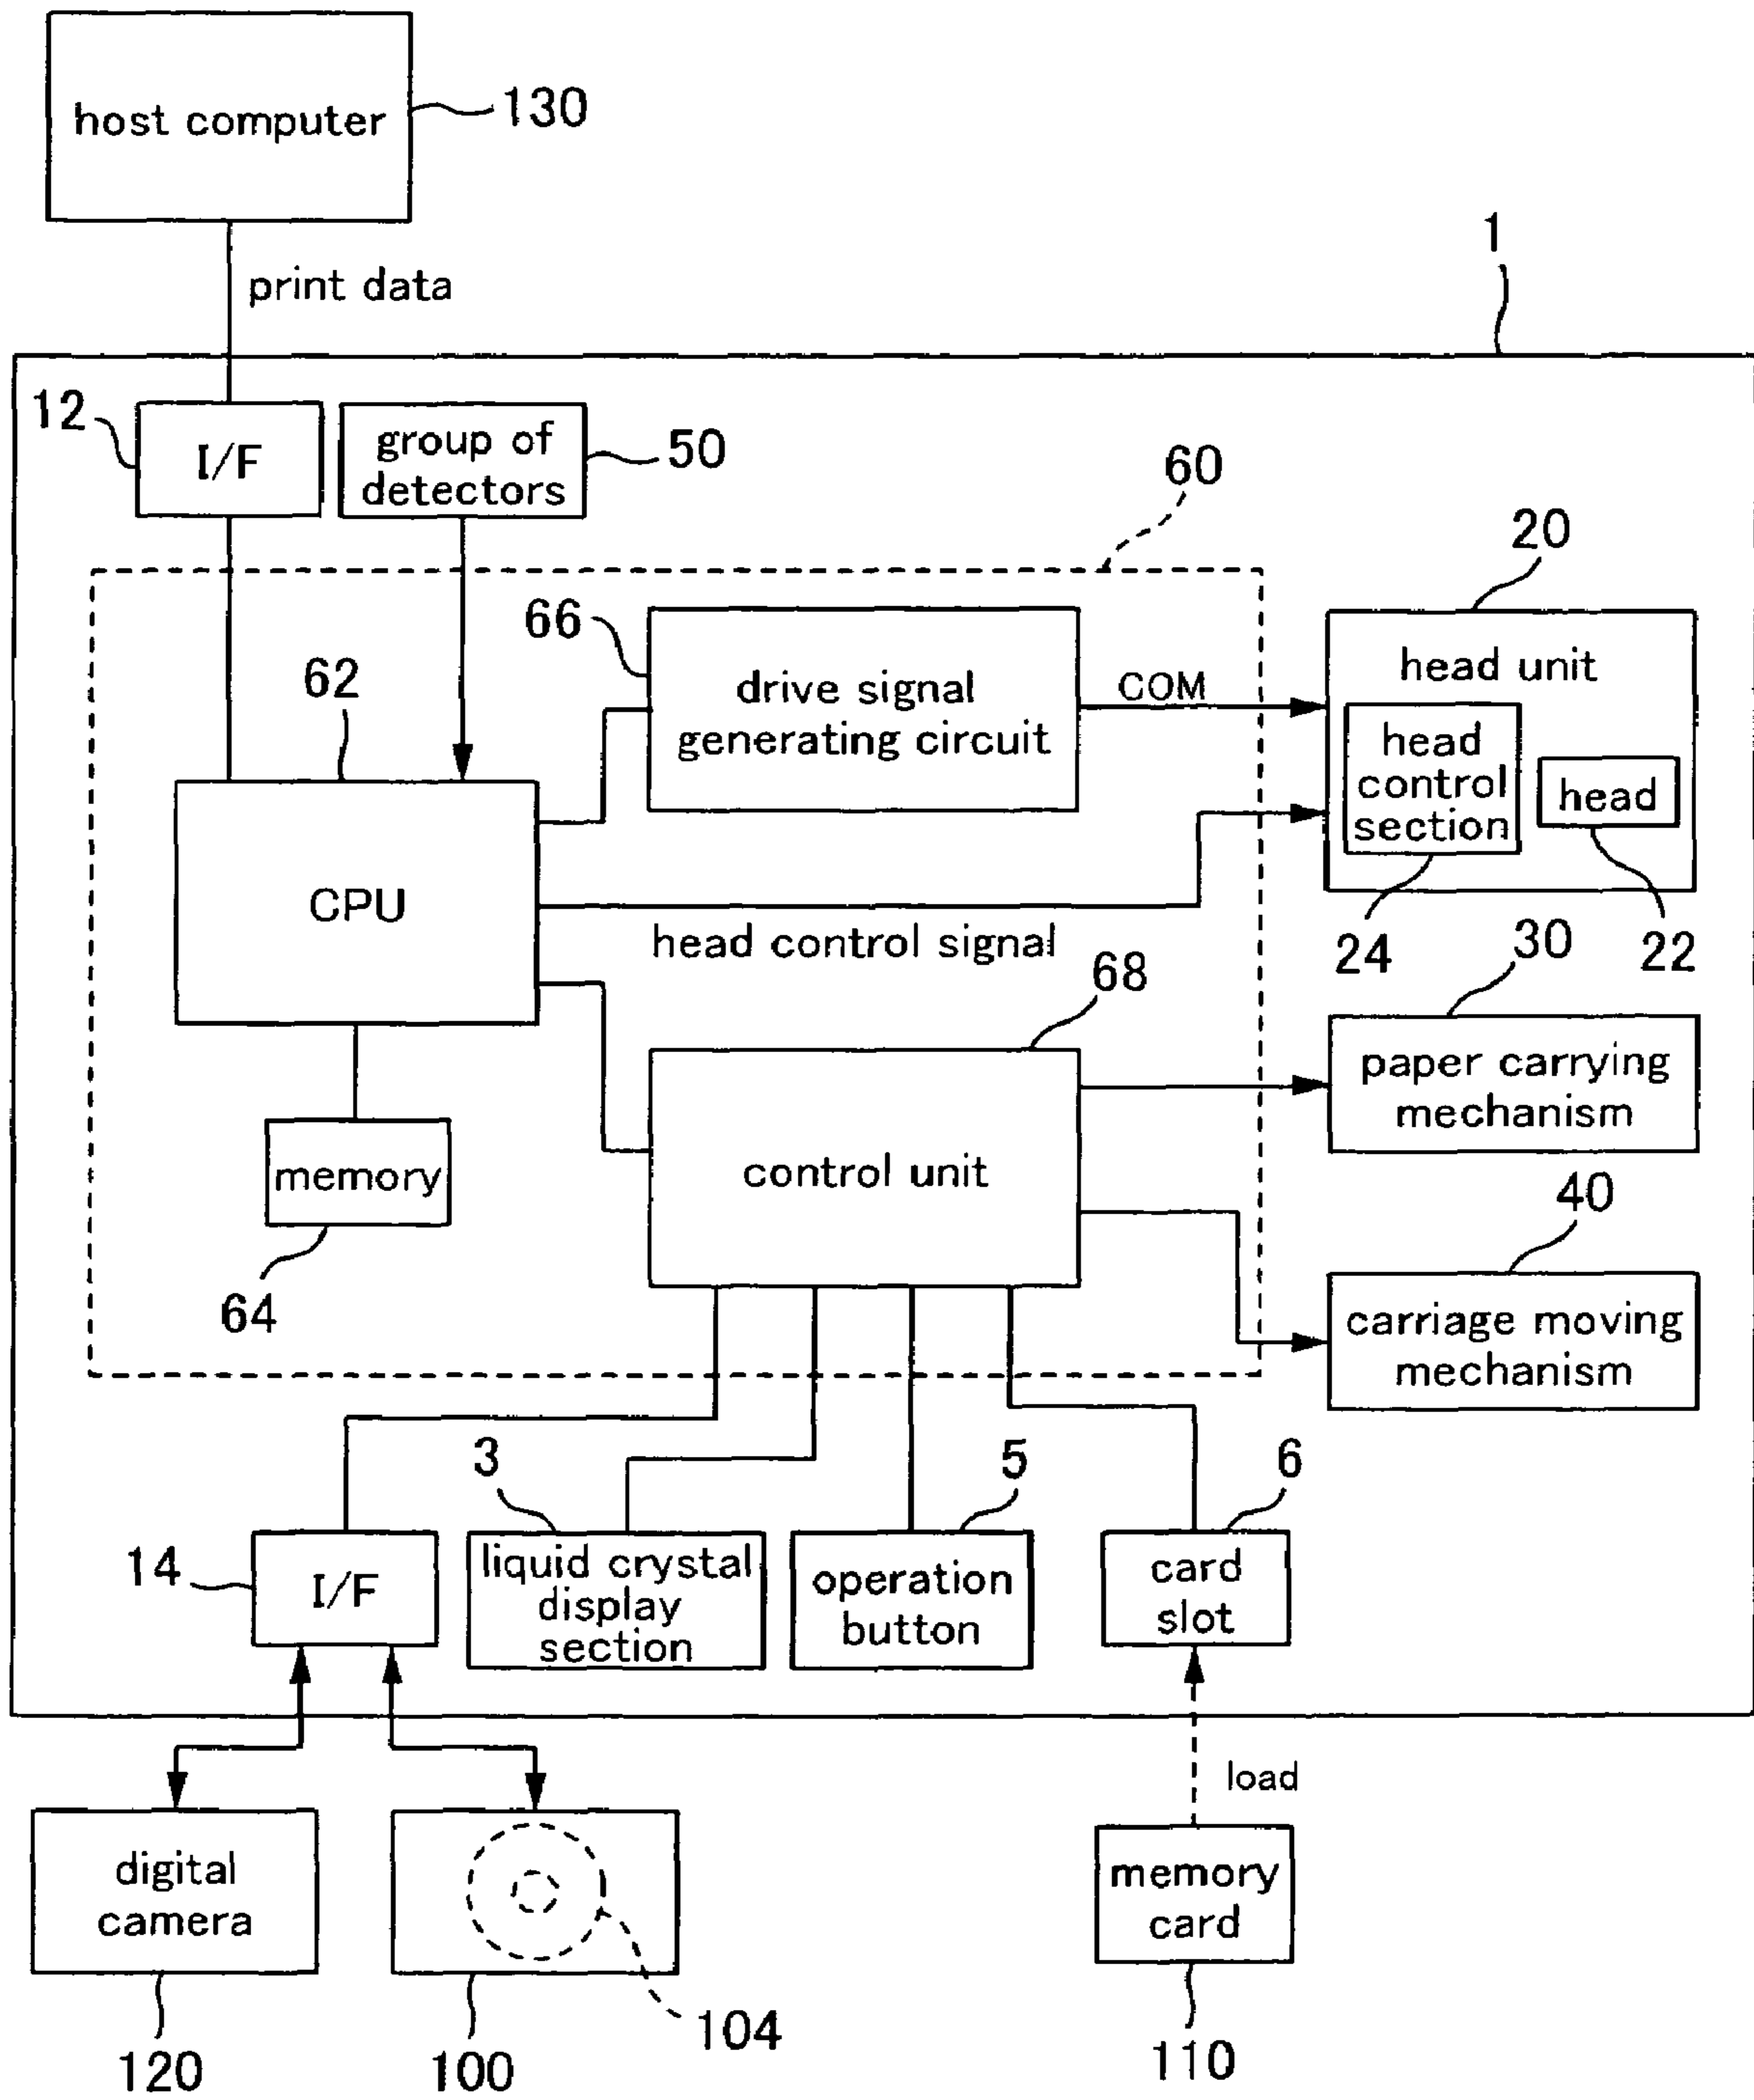 host computer
130
print data
1
12
I/F
group of
detectors
50
60
20
66
drive signal
generating circuit
COM
head unit
head
control
section
head
62
CPU
head control signal
24
22
68
30
paper carrying
mechanism
memory
64
control unit
40
carriage moving
mechanism
3
5
6
14
I/F
liquid crystal
display
section
operation
button
card
slot
load
digital
camera
memory
card
104
120
100
110